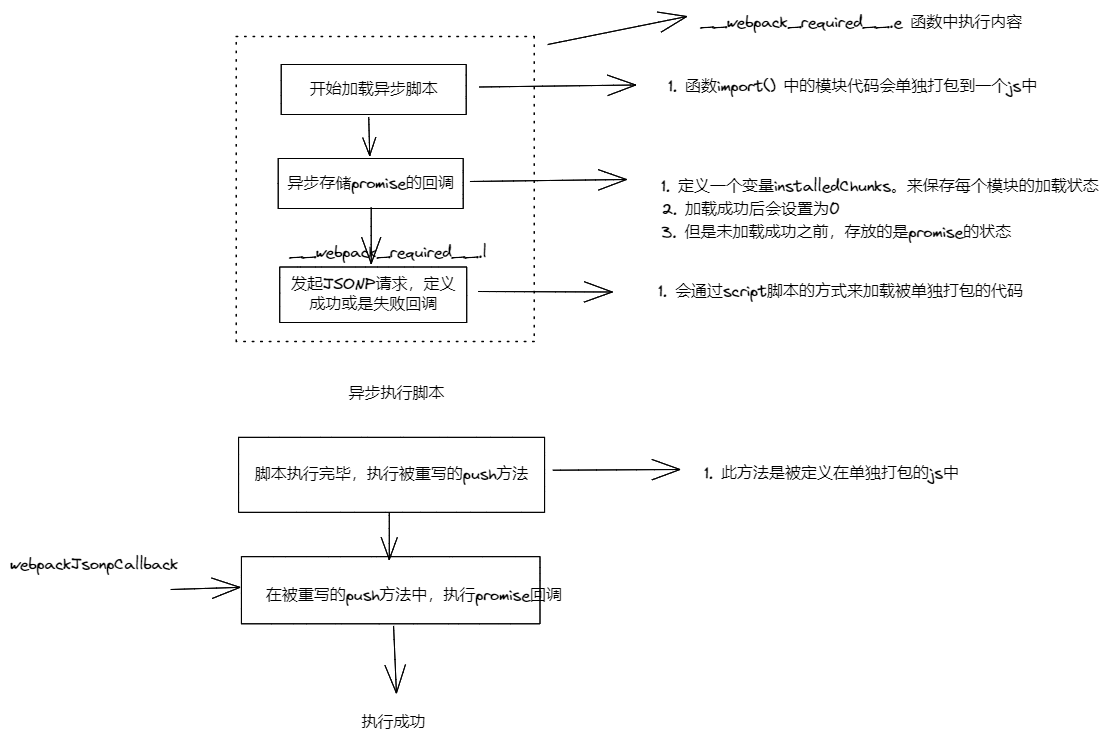 __webpack_required__.e 函数中执行内容
开始加载异步脚本
1. 函数import() 中的模块代码会单独打包到一个js中
异步存储promise的回调
1. 定义一个变量installedChunks。来保存每个模块的加载状态
2. 加载成功后会设置为0
3. 但是未加载成功之前，存放的是promise的状态
__webpack_required__.l
发起JSONP请求，定义
成功或是失败回调
1. 会通过script脚本的方式来加载被单独打包的代码
异步执行脚本
脚本执行完毕，执行被重写的push方法
1. 此方法是被定义在单独打包的js中
webpackJsonpCallback
在被重写的push方法中，执行promise回调
执行成功